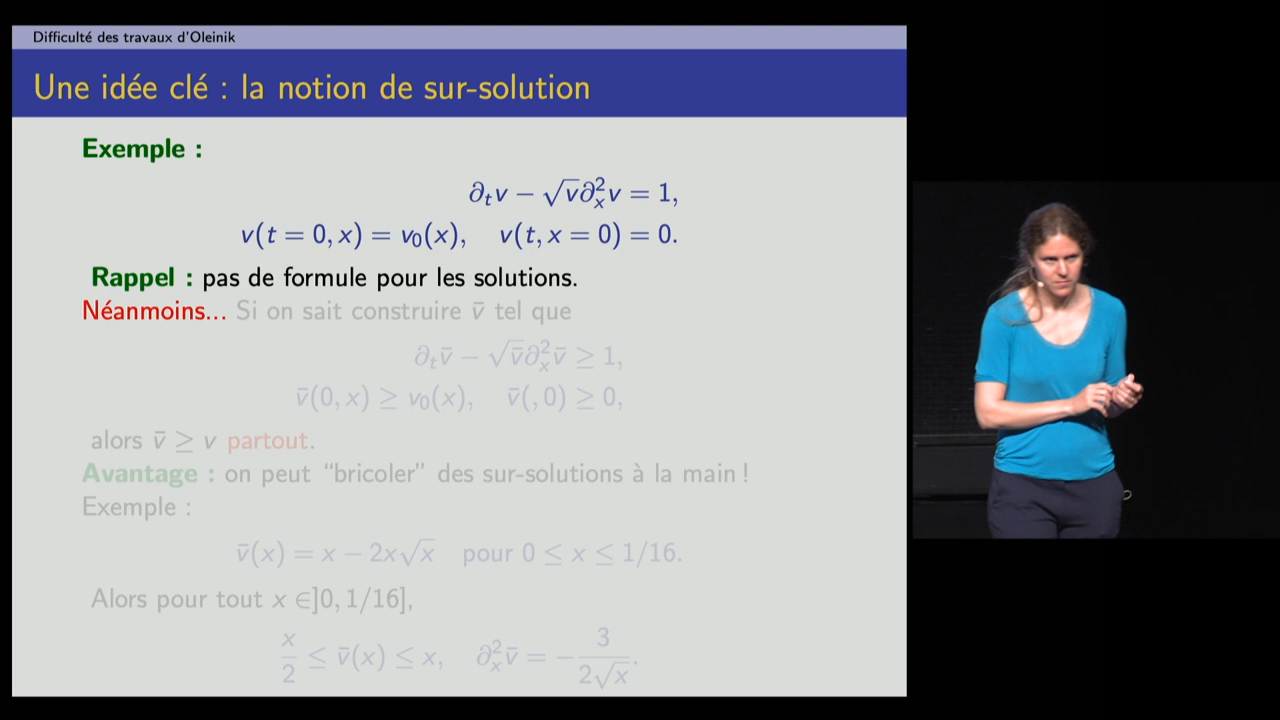 Difficulté des travaux d'Oleinik
Une idée clé : la notion de sur-solution
Exemple :
∂ₜv − √v∂ₓ²v = 1,
v(t = 0, x) = v₀(x), v(t, x = 0) = 0.
Rappel : pas de formule pour les solutions.
Néanmoins... Si on sait construire v̄ tel que
∂ₜv̄ − √v̄∂ₓ²v̄ ≥ 1,
v̄(0, x) ≥ v₀(x), v̄(, 0) ≥ 0,
alors v̄ ≥ v partout.
Avantage : on peut “bricoler” des sur-solutions à la main !
Exemple :
v̄(x) = x − 2x√x pour 0 ≤ x ≤ 1/16.
Alors pour tout x ∈]0, 1/16],
x/2 ≤ v̄(x) ≤ x, ∂ₓ²v̄ = −3/(2√x).